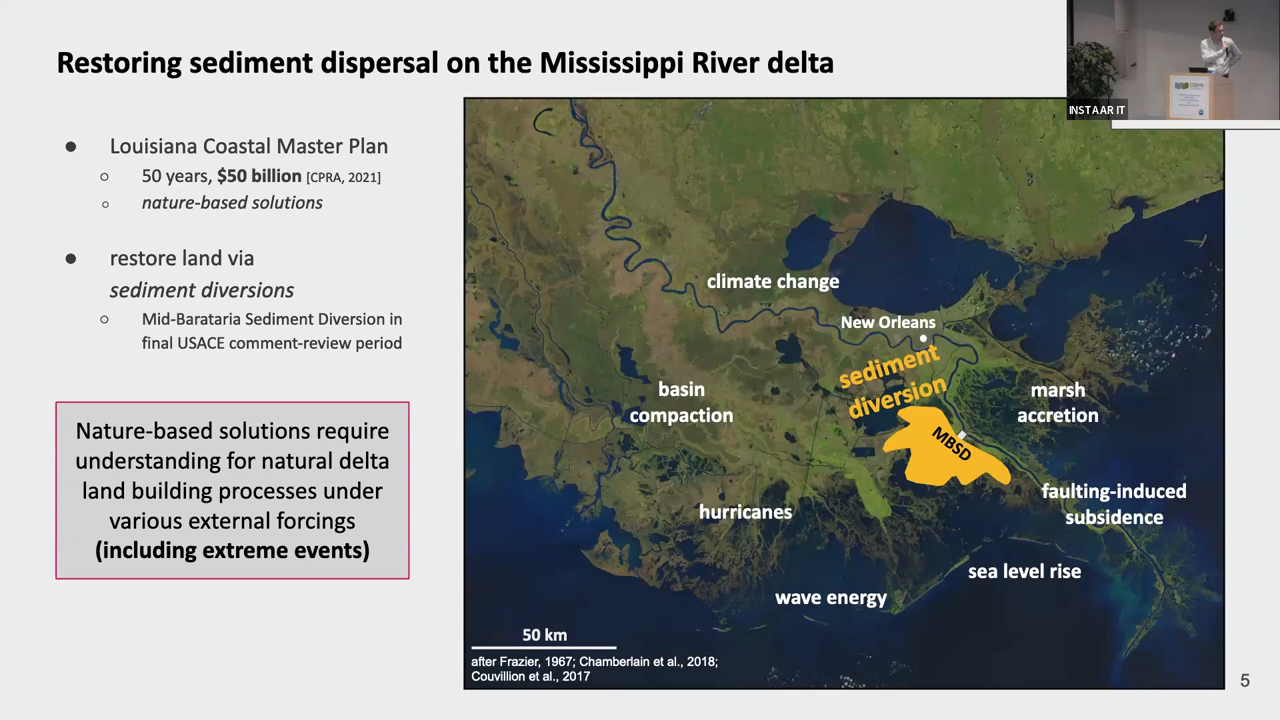 Restoring sediment dispersal on the Mississippi River delta
INSTAAR IT
● Louisiana Coastal Master Plan
○ 50 years, $50 billion [CPRA, 2021]
○ nature-based solutions
● restore land via
sediment diversions
○ Mid-Barataria Sediment Diversion in
final USACE comment-review period
Nature-based solutions require
understanding for natural delta
land building processes under
various external forcings
(including extreme events)
climate change
New Orleans
sediment
diversion
basin
compaction
marsh
accretion
MBSD
faulting-induced
subsidence
hurricanes
sea level rise
wave energy
50 km
after Frazier, 1967; Chamberlain et al., 2018;
Couvillion et al., 2017
5